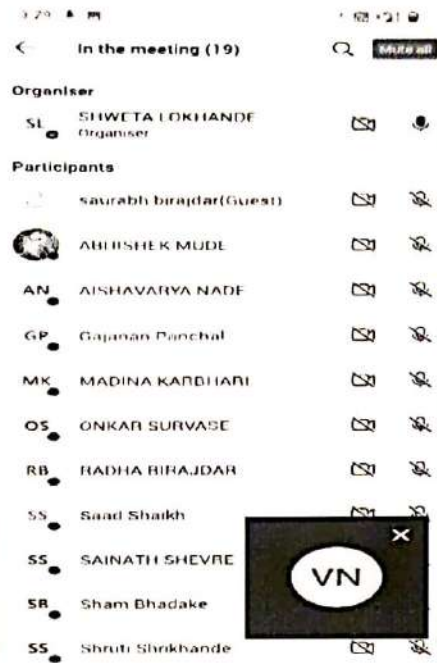 In the meeting (19)
Mute all
Organiser
SL
SHWETA LOKHANDE
Organiser
Participants
saurabh birajdar(Guest)
ABHISHEK MUDE
AN
AISHAVARYA NADE
GP
Gajanan Panchal
MK
MADINA KARBHARI
OS
ONKAR SURVASE
RB
RADHA BIRAJDAR
SS
Saad Shaikh
SS
SAINATH SHEVRE
SB
Sham Bhadake
SS
Shruti Shrikhande
VN